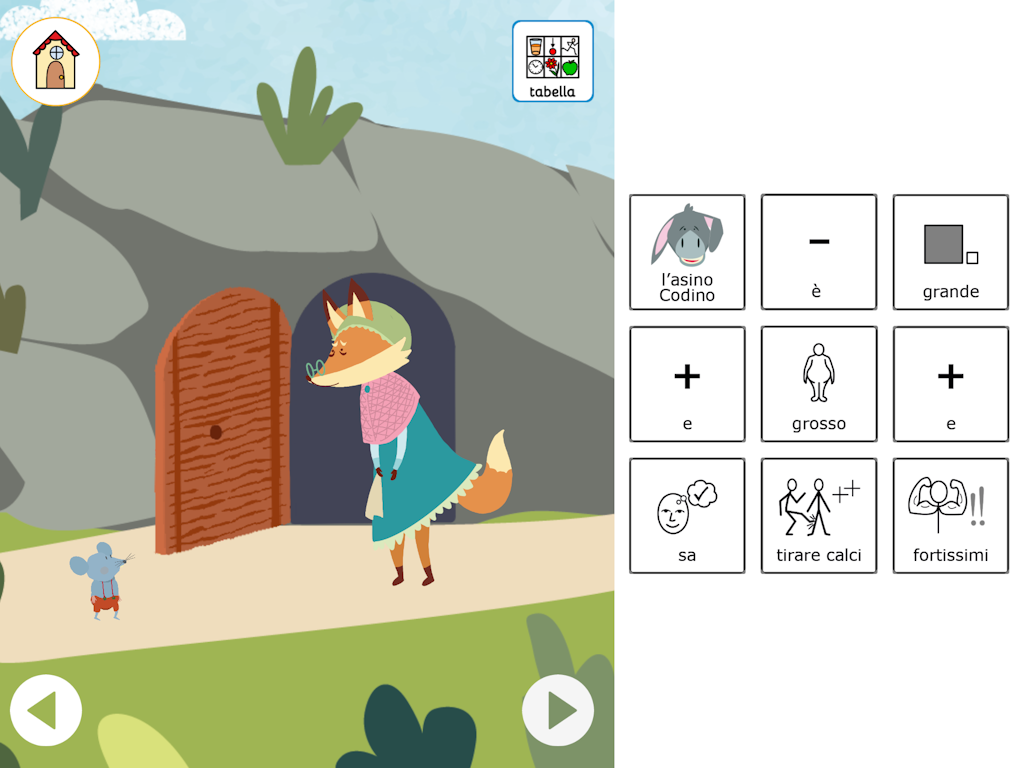 tabella
l'asino
Codino
è
grande
e
grosso
e
sa
tirare calci
fortissimi